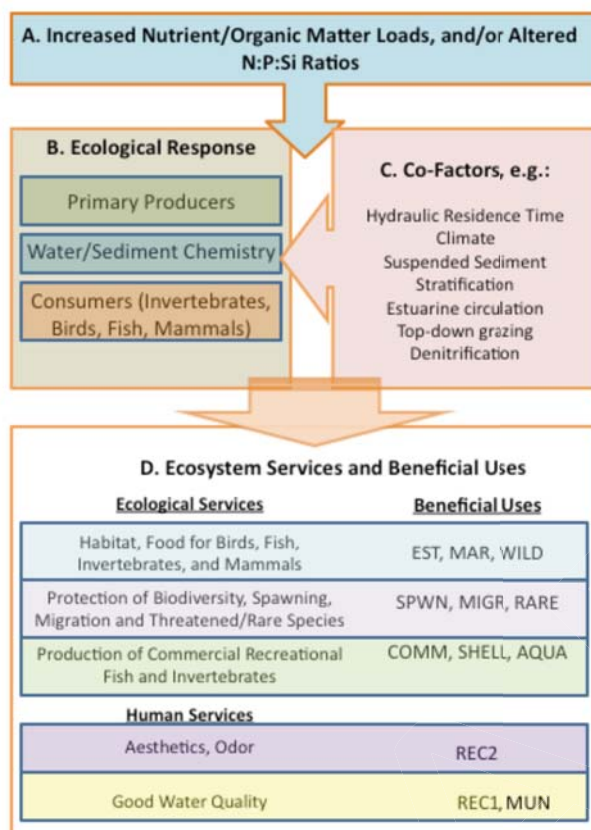 A. Increased Nutrient/Organic Matter Loads, and/or Altered
N:P:Si Ratios
B. Ecological Response
Primary Producers
Water/Sediment Chemistry
Consumers (Invertebrates,
Birds, Fish, Mammals)
C. Co-Factors, e.g.:
Hydraulic Residence Time
Climate
Suspended Sediment
Stratification
Estuarine circulation
Top-down grazing
Denitrification
D. Ecosystem Services and Beneficial Uses
Ecological Services
Beneficial Uses
Habitat, Food for Birds, Fish,
Invertebrates, and Mammals
EST, MAR, WILD
Protection of Biodiversity, Spawning,
Migration and Threatened/Rare Species
SPWN, MIGR, RARE
Production of Commercial Recreational
Fish and Invertebrates
COMM, SHELL, AQUA
Human Services
Aesthetics, Odor
REC2
Good Water Quality
REC1, MUN